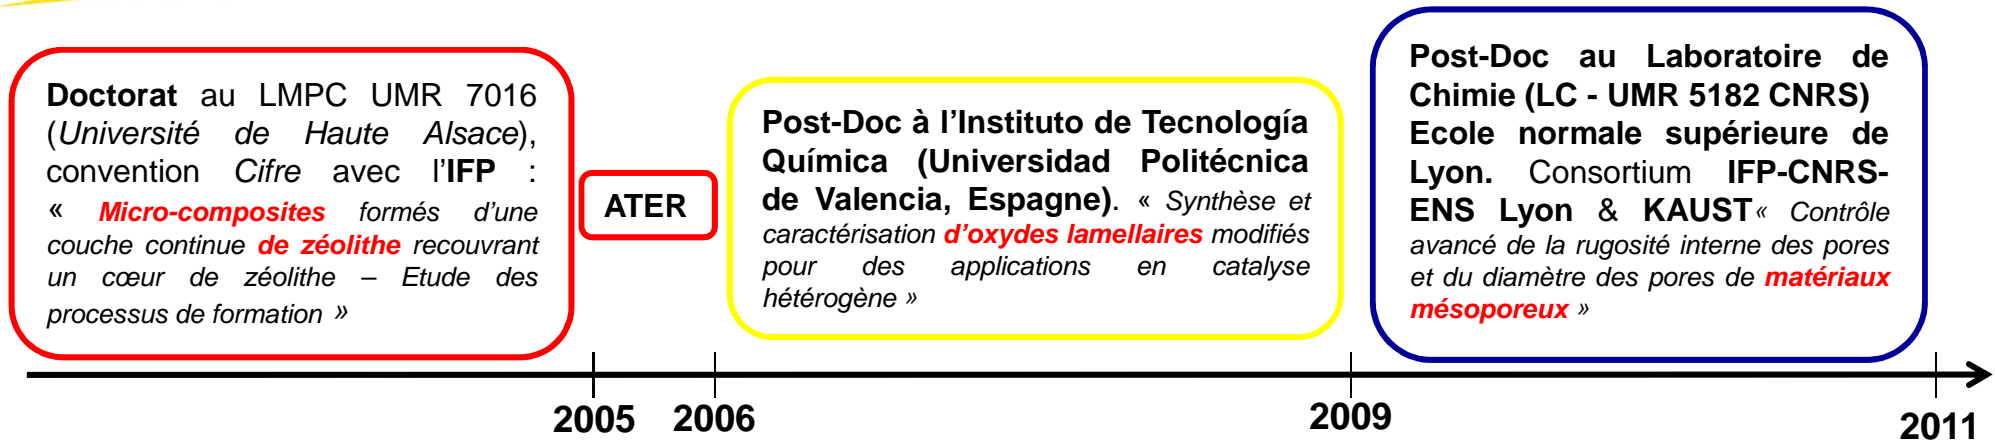 Doctorat au LMPC UMR 7016
(Université de Haute Alsace),
convention Cifre avec l’IFP :
« Micro-composites formés d’une
couche continue de zéolithe recouvrant
un cœur de zéolithe – Etude des
processus de formation »
ATER
Post-Doc à l’Instituto de Tecnología
Química (Universidad Politécnica
de Valencia, Espagne). « Synthèse et
caractérisation d’oxydes lamellaires modifiés
pour des applications en catalyse
hétérogène »
Post-Doc au Laboratoire de
Chimie (LC - UMR 5182 CNRS)
Ecole normale supérieure de
Lyon. Consortium IFP-CNRS-
ENS Lyon & KAUST« Contrôle
avancé de la rugosité interne des pores
et du diamètre des pores de matériaux
mésoporeux »
2005 2006 2009 2011